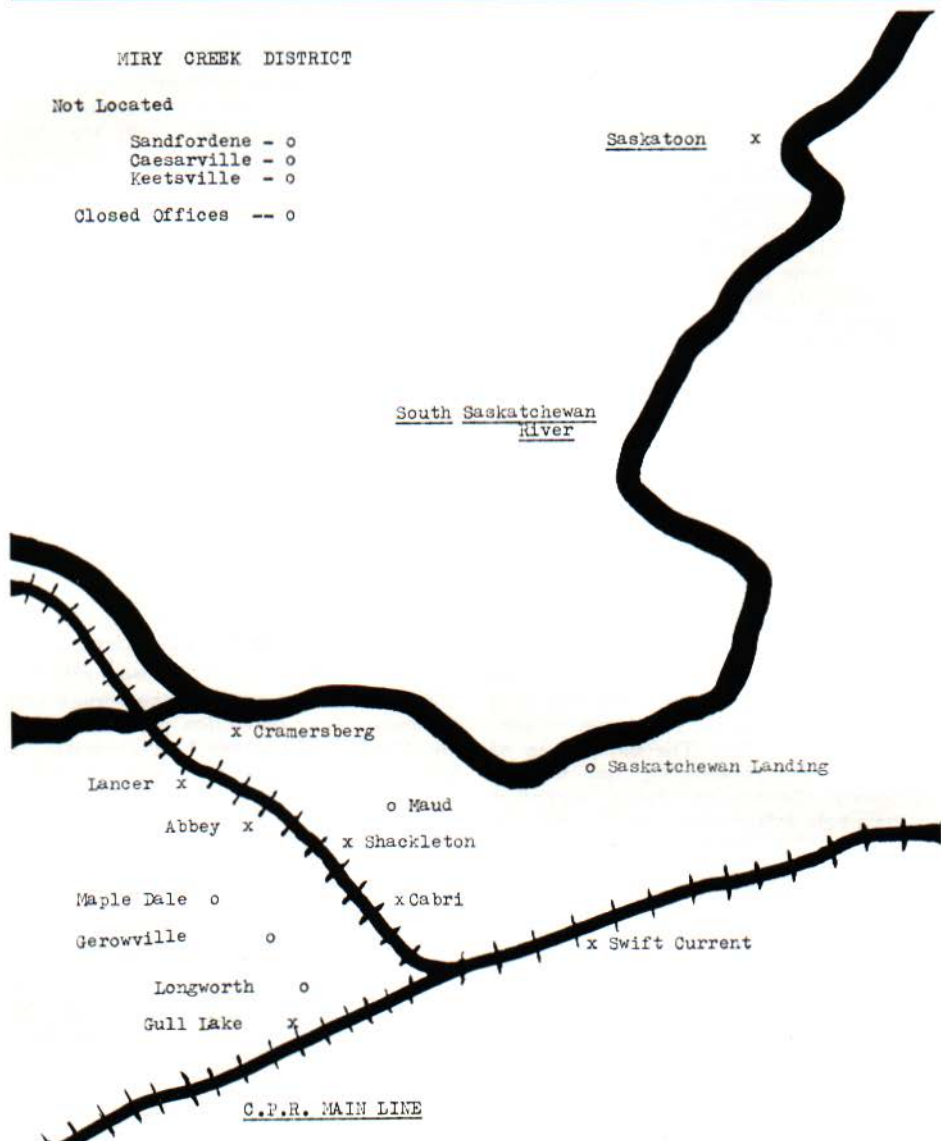 MIRY CREEK DISTRICT
Not Located
Sandfordene - o
Caesarville - o
Keetsville - o
Closed Offices -- o
Saskatoon x
South Saskatchewan
River
x Cramersberg
o Saskatchewan Landing
Lancer x
o Maud
Abbey x
x Shackleton
Maple Dale o
x Cabri
Gerowville o
x Swift Current
Longworth o
Gull Lake x
C.P.R. MAIN LINE